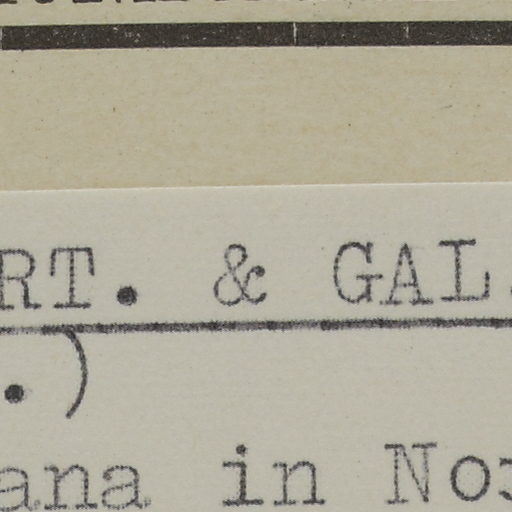 RT. & GAL.
.)
ana in No